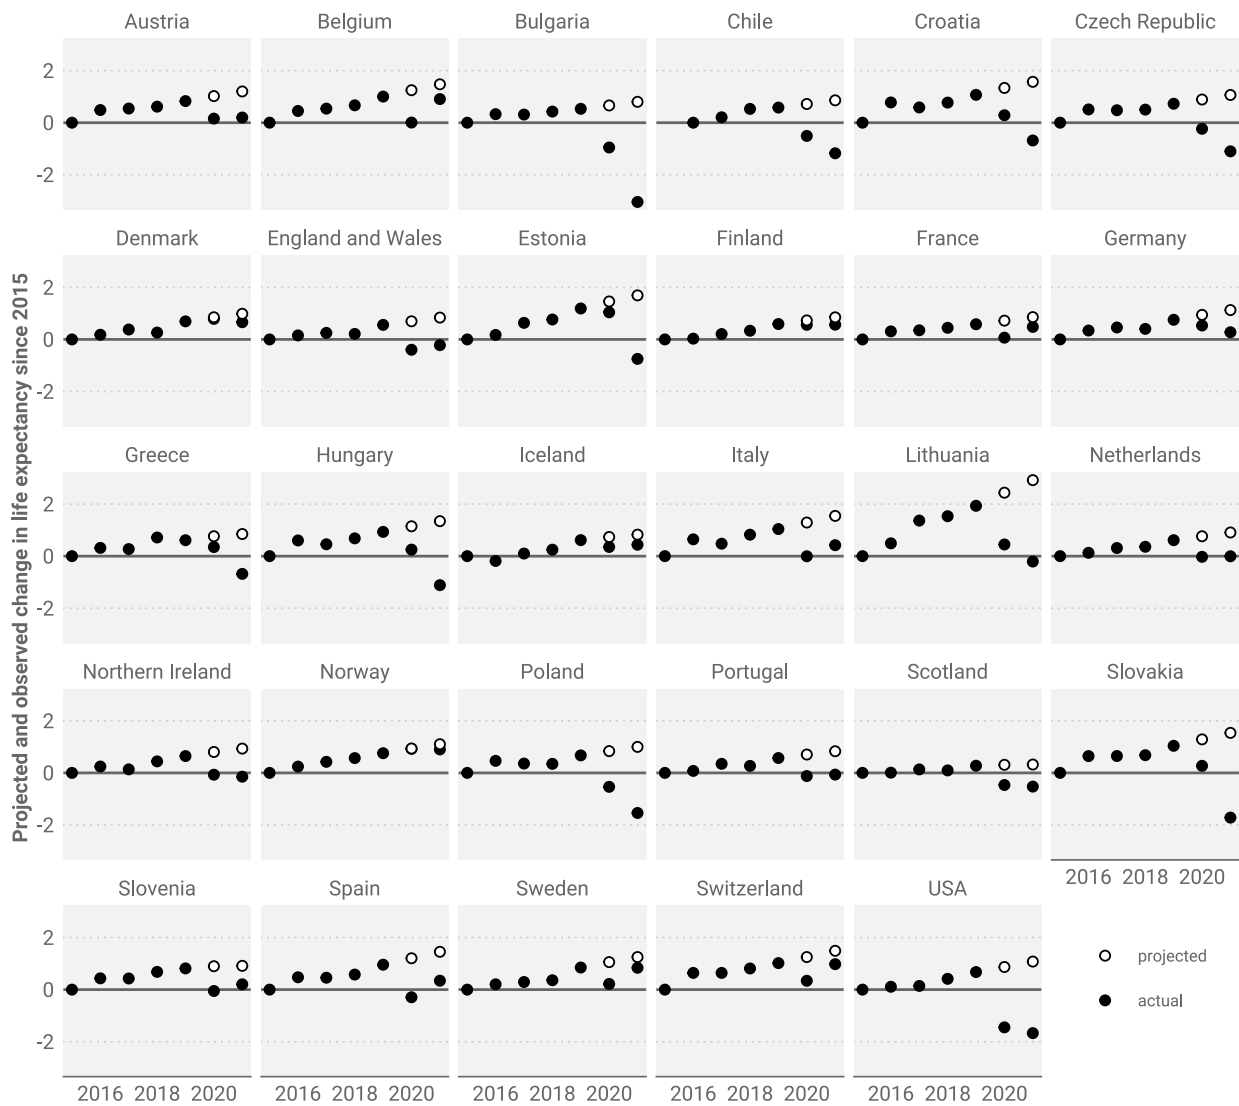 Austria Belgium Bulgaria Chile Croatia Czech Republic
2
0
-2
Denmark England and Wales Estonia Finland France Germany
2
0
-2
Projected and observed change in life expectancy since 2015
Greece Hungary Iceland Italy Lithuania Netherlands
2
0
-2
Northern Ireland Norway Poland Portugal Scotland Slovakia
2
0
-2
2016 2018 2020
Slovenia Spain Sweden Switzerland USA
2
0
-2
projected
actual
2016 2018 2020 2016 2018 2020 2016 2018 2020 2016 2018 2020 2016 2018 2020